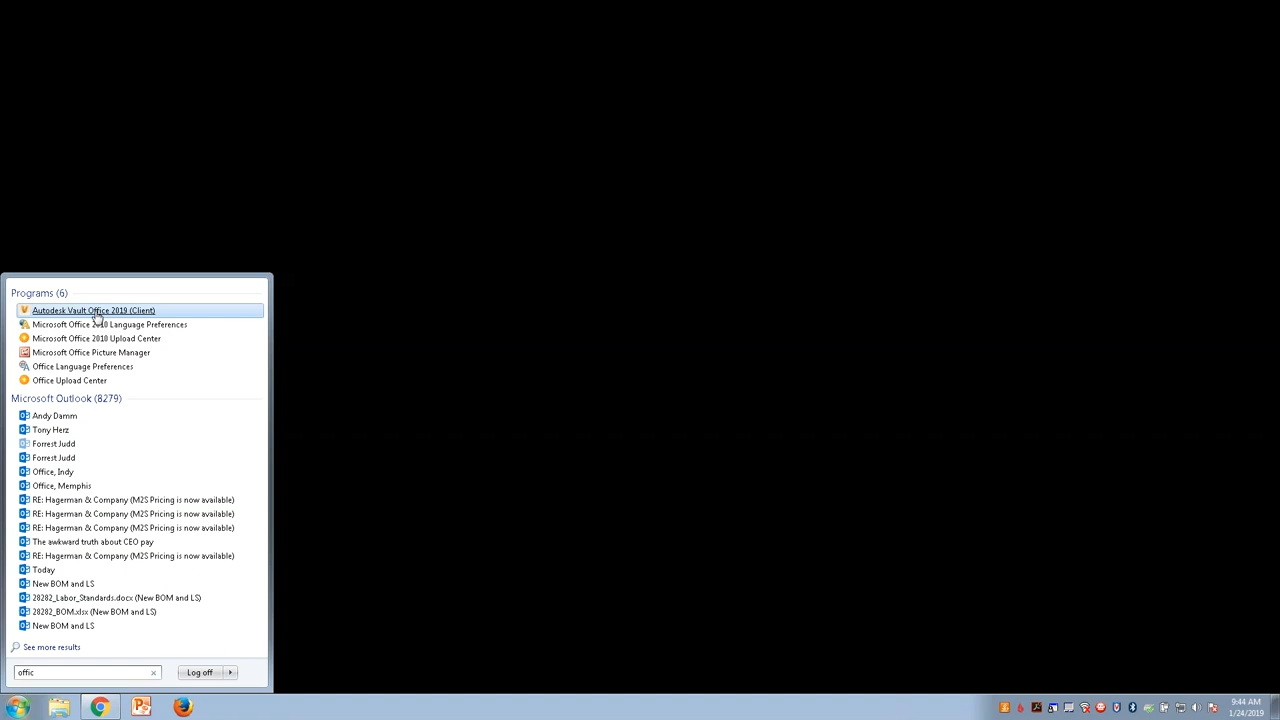 Programs (6)
Autodesk Vault Office 2019 (Client)
Microsoft Office 2010 Language Preferences
Microsoft Office 2010 Upload Center
Microsoft Office Picture Manager
Office Language Preferences
Office Upload Center
Microsoft Outlook (8279)
Andy Damm
Tony Herz
Forrest Judd
Forrest Judd
Office, Indy
Office, Memphis
RE: Hagerman & Company (M2S Pricing is now available)
RE: Hagerman & Company (M2S Pricing is now available)
RE: Hagerman & Company (M2S Pricing is now available)
The awkward truth about CEO pay
RE: Hagerman & Company (M2S Pricing is now available)
Today
New BOM and LS
28282_Labor_Standards.docx (New BOM and LS)
28282_BOM.xlsx (New BOM and LS)
New BOM and LS
See more results
offic
Log off
9:44 AM
1/24/2019